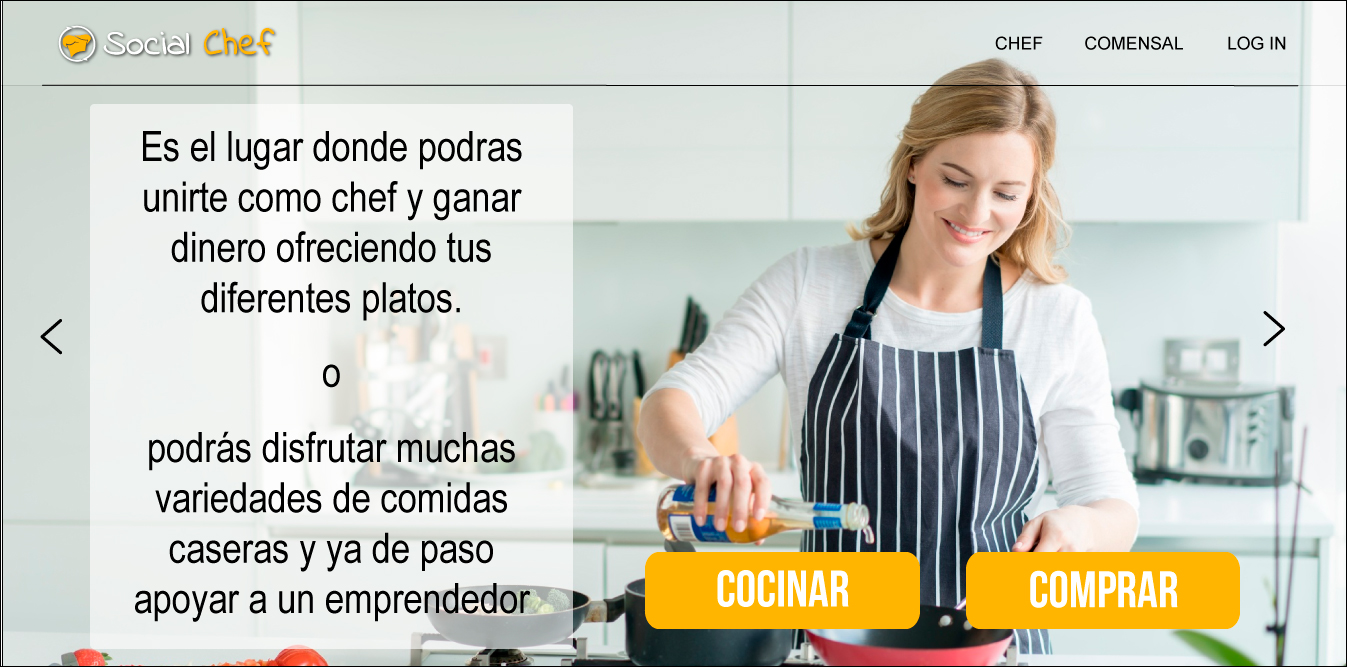 Social Chef
CHEF COMENSAL LOG IN
Es el lugar donde podras
unirte como chef y ganar
dinero ofreciendo tus
diferentes platos.
o
podrás disfrutar muchas
variedades de comidas
caseras y ya de paso
apoyar a un emprendedor
COCINAR COMPRAR